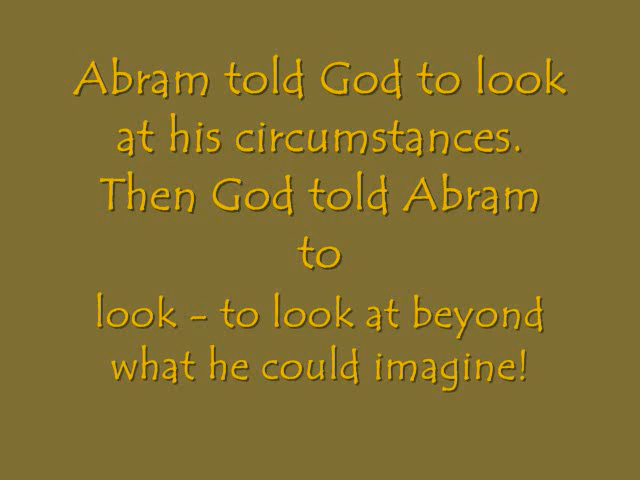 Abram told God to look
at his circumstances.
Then God told Abram
to
look - to look at beyond
what he could imagine!